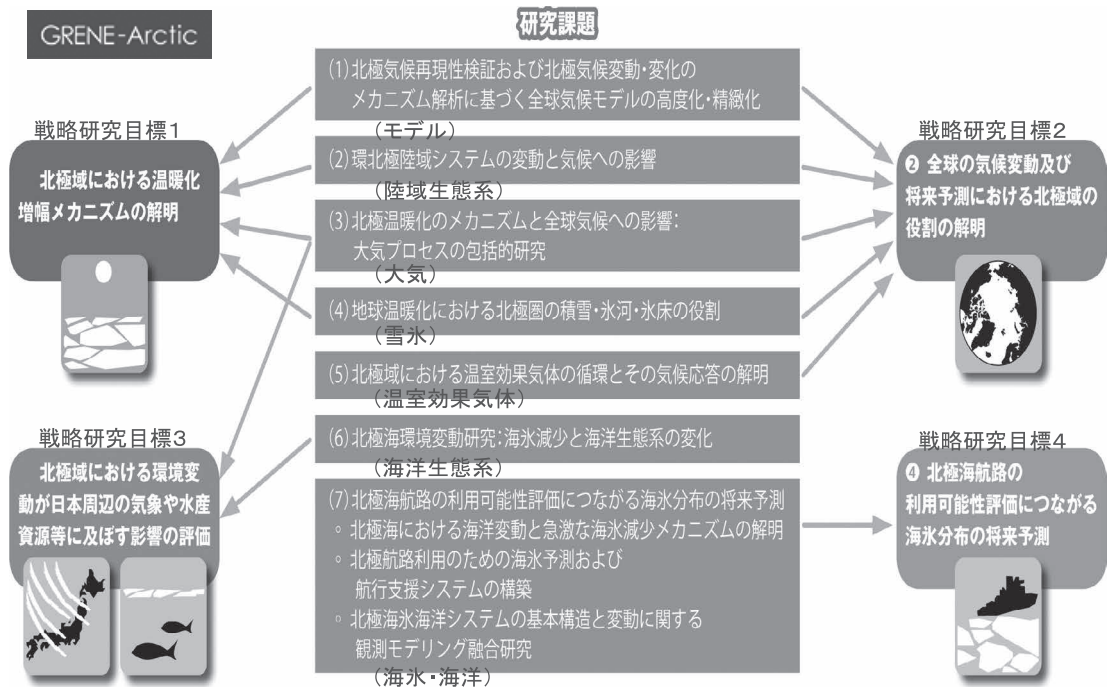 GRENE-Arctic
研究課題
(1)北極気候再現性検証および北極気候変動・変化の
メカニズム解析に基づく全球気候モデルの高度化・精緻化
(モデル)
(2)環北極陸域システムの変動と気候への影響
(陸域生態系)
(3)北極温暖化のメカニズムと全球気候への影響:
大気プロセスの包括的研究
(大気)
(4)地球温暖化における北極圏の積雪・氷河・氷床の役割
(雪氷)
(5)北極域における温室効果気体の循環とその気候応答の解明
(温室効果気体)
(6)北極海環境変動研究:海氷減少と海洋生態系の変化
(海洋生態系)
(7)北極海航路の利用可能性評価につながる海氷分布の将来予測
◦ 北極海における海洋変動と急激な海氷減少メカニズムの解明
◦ 北極航路利用のための海氷予測および
航行支援システムの構築
◦ 北極海氷海洋システムの基本構造と変動に関する
観測モデリング融合研究
(海氷・海洋)
戦略研究目標1
北極域における温暖化
増幅メカニズムの解明
戦略研究目標2
❷ 全球の気候変動及び
将来予測における北極域の
役割の解明
戦略研究目標3
北極域における環境変
動が日本周辺の気象や水産
資源等に及ぼす影響の評価
戦略研究目標4
❹ 北極海航路の
利用可能性評価につながる
海氷分布の将来予測